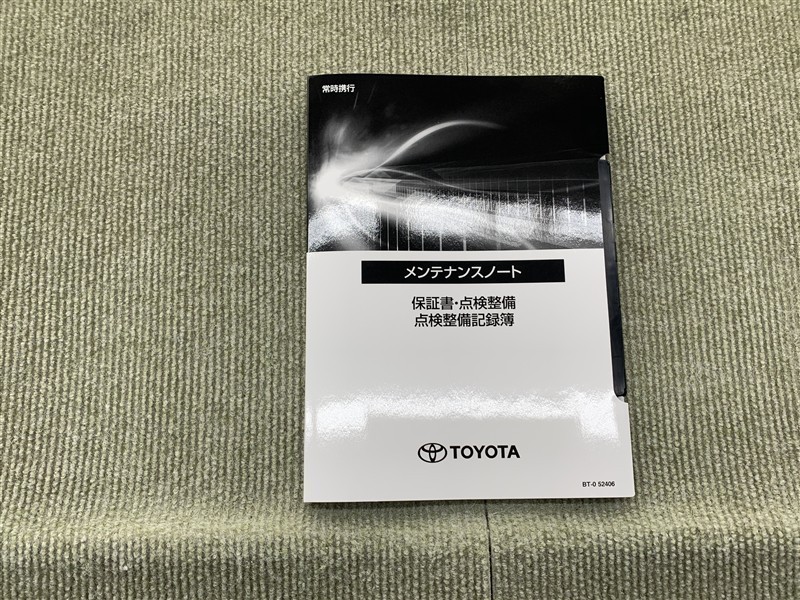 常時携行
メンテナンスノート
保証書・点検整備
点検整備記録簿
TOYOTA
BT-0 52406